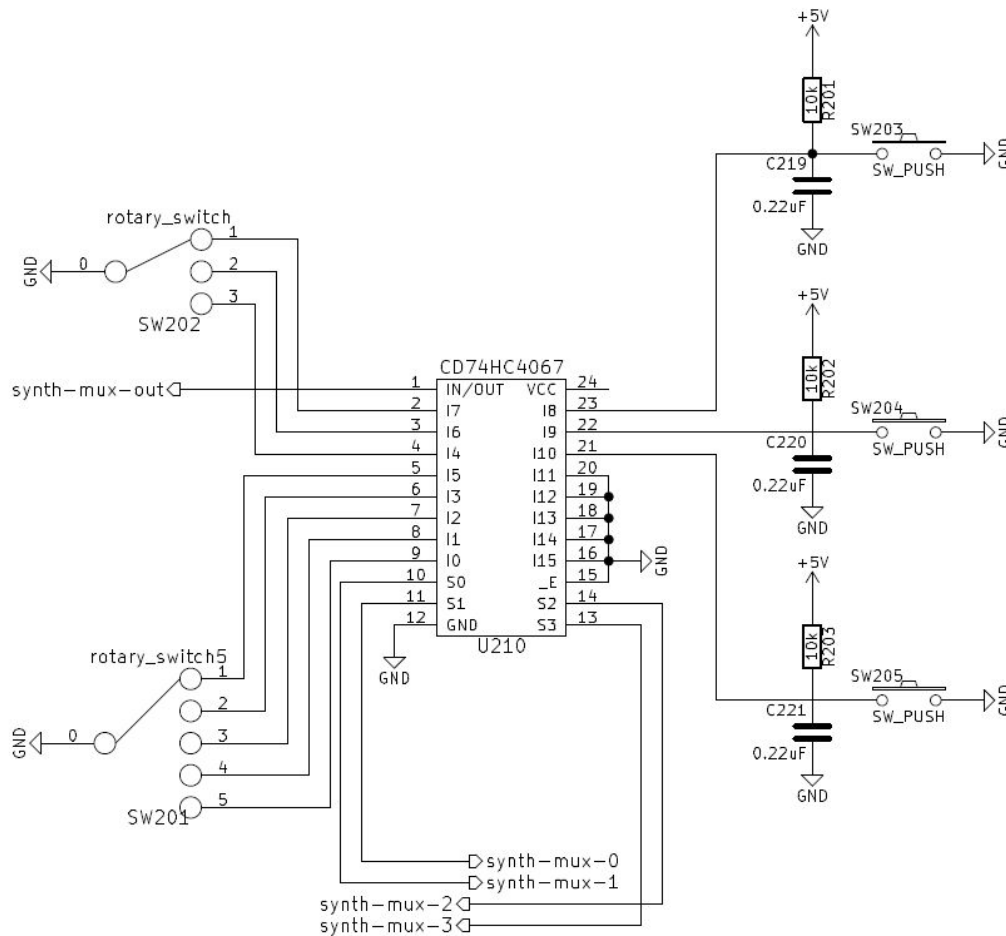 +5V
10k
R201
SW203
GND
SW_PUSH
C219
0.22uF
GND
rotary_switch
1
GND
0
2
3
SW202
+5V
10k
R202
CD74HC4067
synth-mux-out
1 IN/OUT VCC 24
2 I7 I8 23
3 I6 I9 22
4 I4 I10 21
5 I5 I11 20
6 I3 I12 19
7 I2 I13 18
8 I1 I14 17
9 I0 I15 16
10 S0 _E 15
11 S1 S2 14
12 GND S3 13
U210
GND
GND
SW204
GND
SW_PUSH
C220
0.22uF
GND
+5V
10k
R203
SW205
GND
SW_PUSH
C221
0.22uF
GND
rotary_switch5
1
2
GND
0
3
4
5
SW201
synth-mux-0
synth-mux-1
synth-mux-2
synth-mux-3